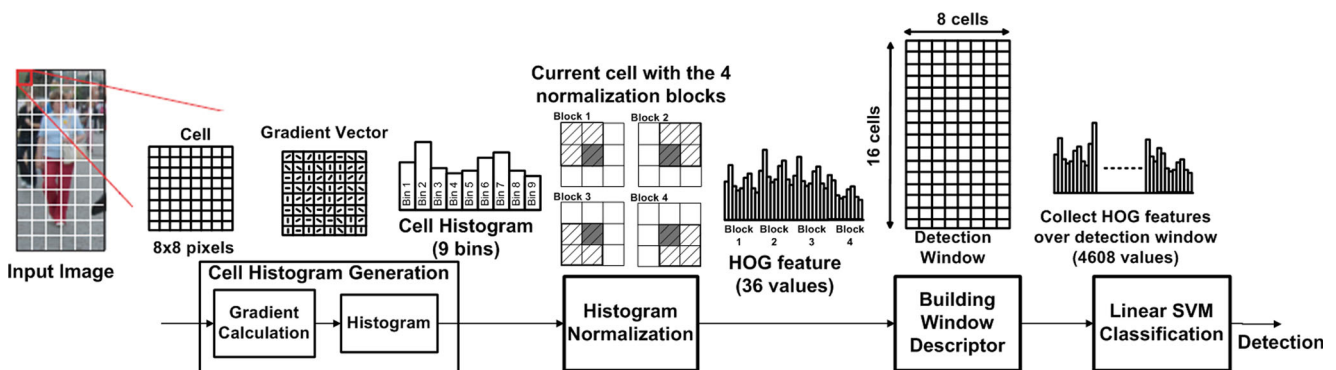 Input Image
Cell
8x8 pixels
Gradient Vector
Bin 1
Bin 2
Bin 3
Bin 4
Bin 5
Bin 6
Bin 7
Bin 8
Bin 9
Cell Histogram
(9 bins)
Current cell with the 4
normalization blocks
Block 1
Block 2
Block 3
Block 4
Block Block Block Block
1 2 3 4
HOG feature
(36 values)
8 cells
16 cells
Detection
Window
Collect HOG features
over detection window
(4608 values)
Cell Histogram Generation
Gradient
Calculation
Histogram
Histogram
Normalization
Building
Window
Descriptor
Linear SVM
Classification
Detection